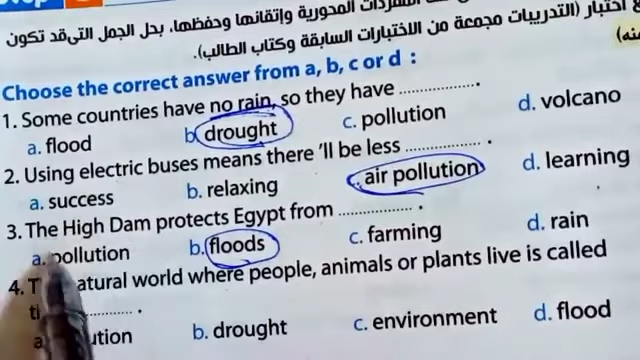 اختبار (التدريبات مجمعة من الاختبارات السابقة وكتاب الطالب).
المحورية وإتقانها وحفظها، بدل الجمل التى قد تكون
Choose the correct answer from a, b, c or d :
1. Some countries have no rain, so they have ................. .
a. flood b. drought c. pollution d. volcano
2. Using electric buses means there 'll be less ................. .
a. success b. relaxing c. air pollution d. learning
3. The High Dam protects Egypt from ................. .
a. pollution b. floods c. farming d. rain
4. T atural world where people, animals or plants live is called
................. .
a. ution b. drought c. environment d. flood